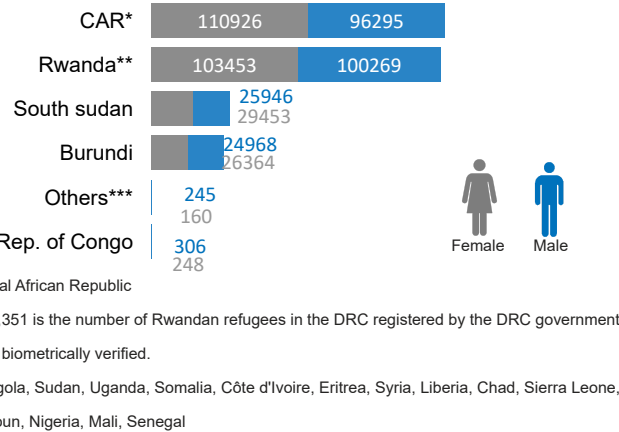 CAR*
110926 96295
Rwanda**
103453 100269
South sudan
25946
29453
Burundi
24968
26364
Others***
245
160
Rep. of Congo
306
248
Female Male
al African Republic
,351 is the number of Rwandan refugees in the DRC registered by the DRC government
biometrically verified.
gola, Sudan, Uganda, Somalia, Côte d'Ivoire, Eritrea, Syria, Liberia, Chad, Sierra Leone,
oun, Nigeria, Mali, Senegal